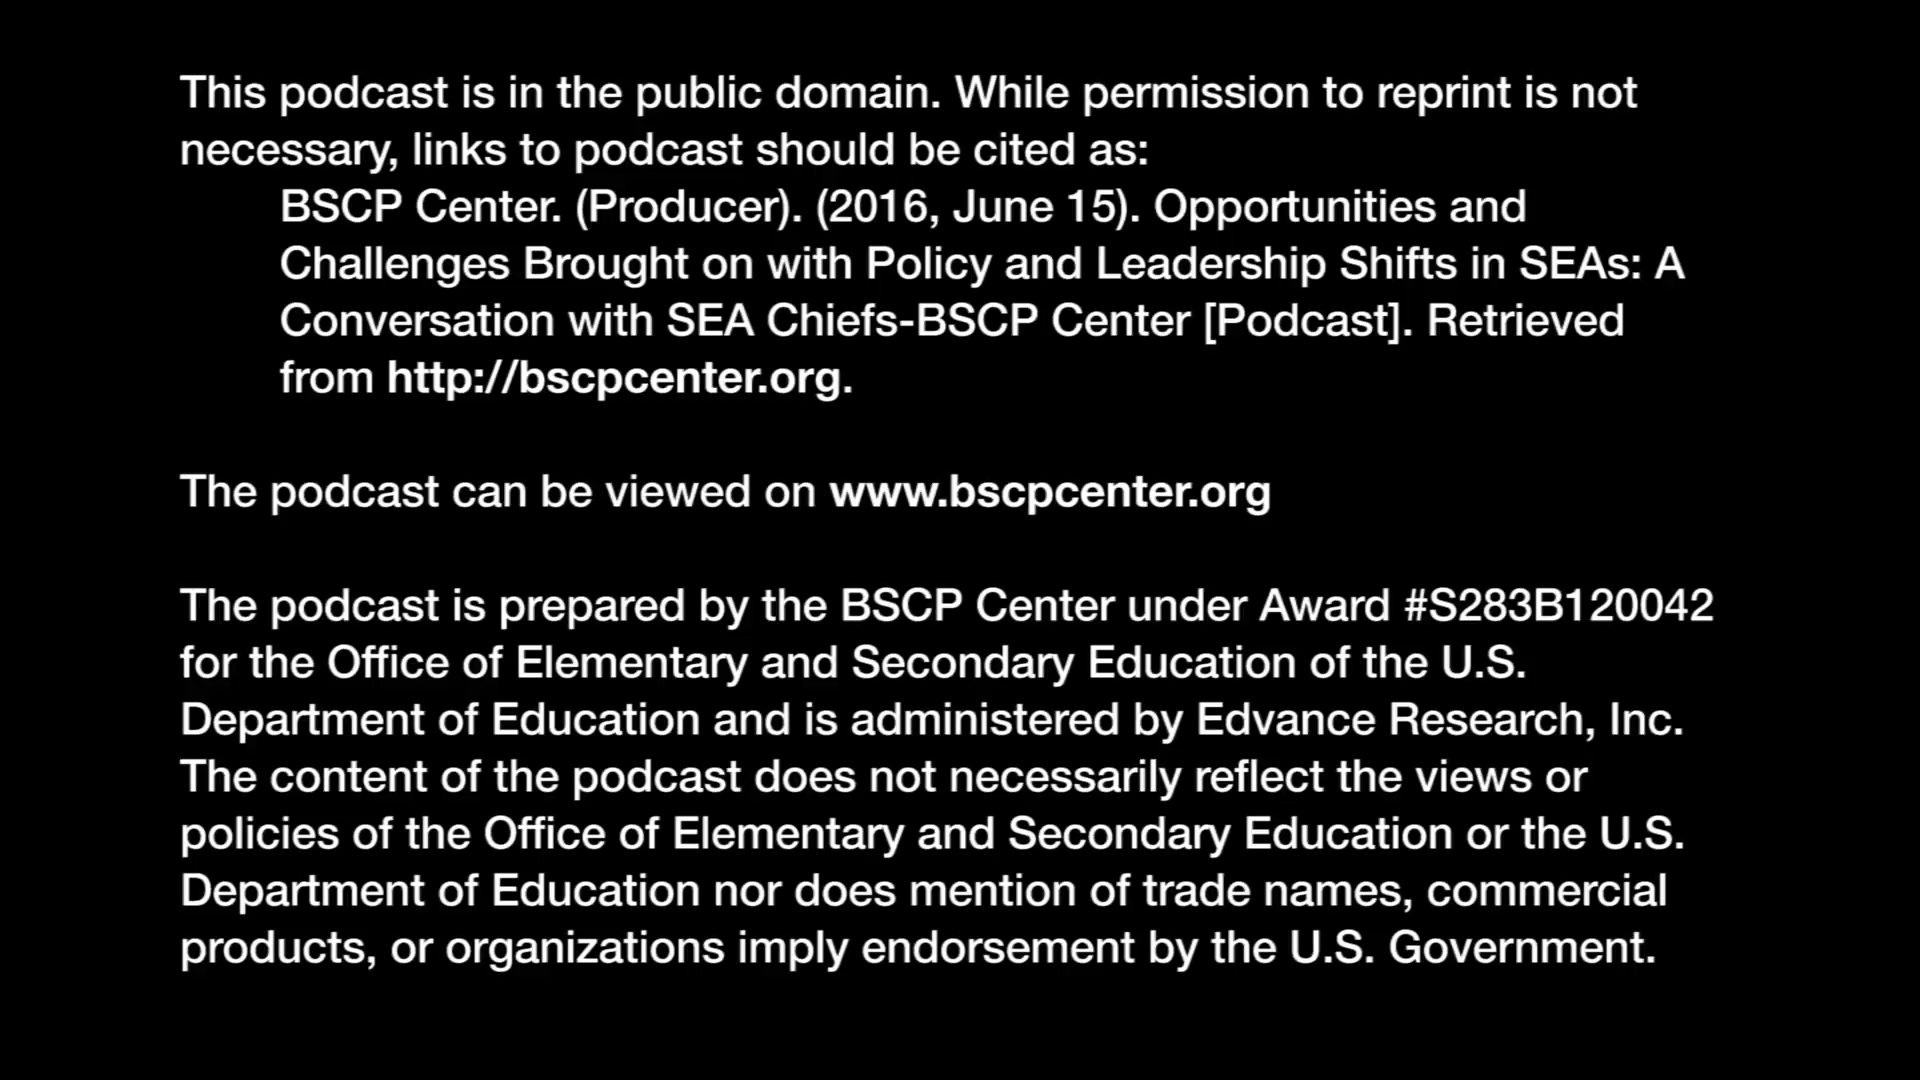 This podcast is in the public domain. While permission to reprint is not
necessary, links to podcast should be cited as:
BSCP Center. (Producer). (2016, June 15). Opportunities and
Challenges Brought on with Policy and Leadership Shifts in SEAs: A
Conversation with SEA Chiefs-BSCP Center [Podcast]. Retrieved
from http://bscpcenter.org.
The podcast can be viewed on www.bscpcenter.org
The podcast is prepared by the BSCP Center under Award #S283B120042
for the Office of Elementary and Secondary Education of the U.S.
Department of Education and is administered by Edvance Research, Inc.
The content of the podcast does not necessarily reflect the views or
policies of the Office of Elementary and Secondary Education or the U.S.
Department of Education nor does mention of trade names, commercial
products, or organizations imply endorsement by the U.S. Government.